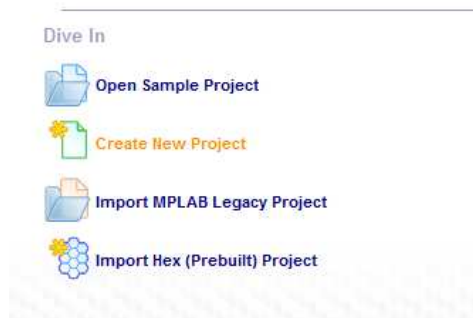 Dive In
Open Sample Project
Create New Project
Import MPLAB Legacy Project
Import Hex (Prebuilt) Project